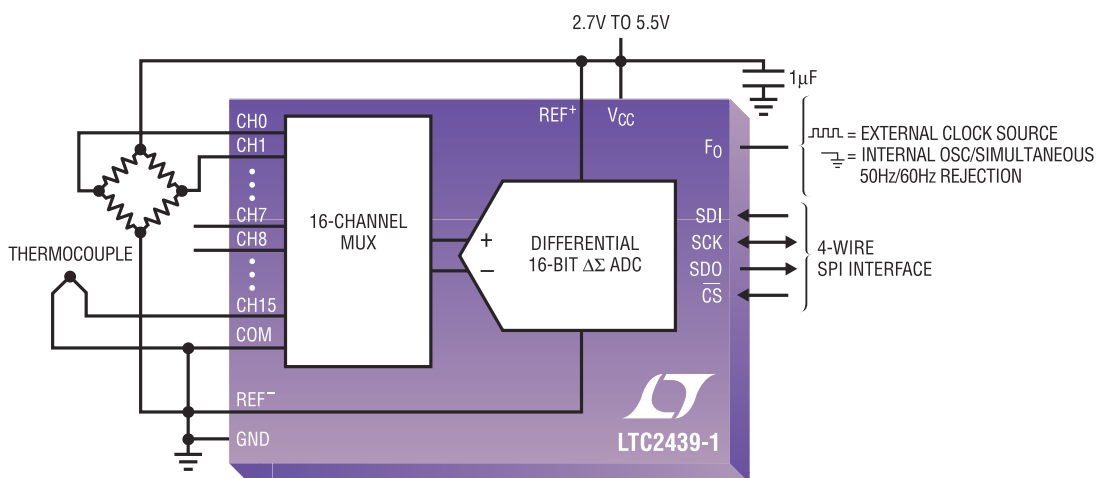 2.7V TO 5.5V
1µF
REF+
VCC
CH0
CH1
CH7
CH8
CH15
COM
REF–
GND
16-CHANNEL
MUX
+
–
DIFFERENTIAL
16-BIT ΔΣ ADC
FO
= EXTERNAL CLOCK SOURCE
= INTERNAL OSC/SIMULTANEOUS
50Hz/60Hz REJECTION
SDI
SCK
SDO
CS
4-WIRE
SPI INTERFACE
THERMOCOUPLE
LTC2439-1